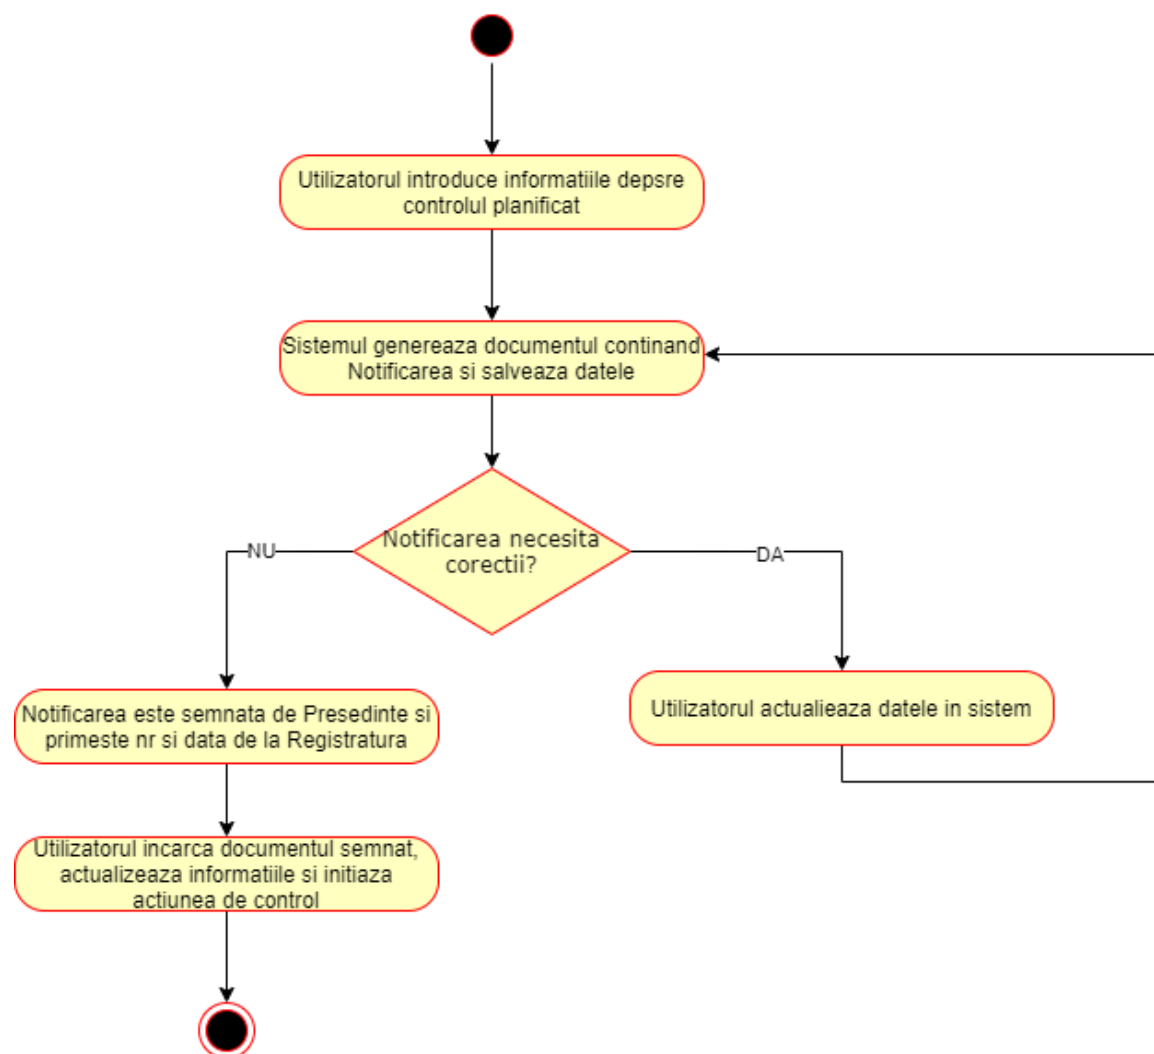 Utilizatorul introduce informatiile depsre
controlul planificat
Sistemul genereaza documentul continand
Notificarea si salveaza datele
Notificarea necesita
corectii?
NU
DA
Notificarea este semnata de Presedinte si
primeste nr si data de la Registratura
Utilizatorul actualieaza datele in sistem
Utilizatorul incarca documentul semnat,
actualizeaza informatiile si initiaza
actiunea de control